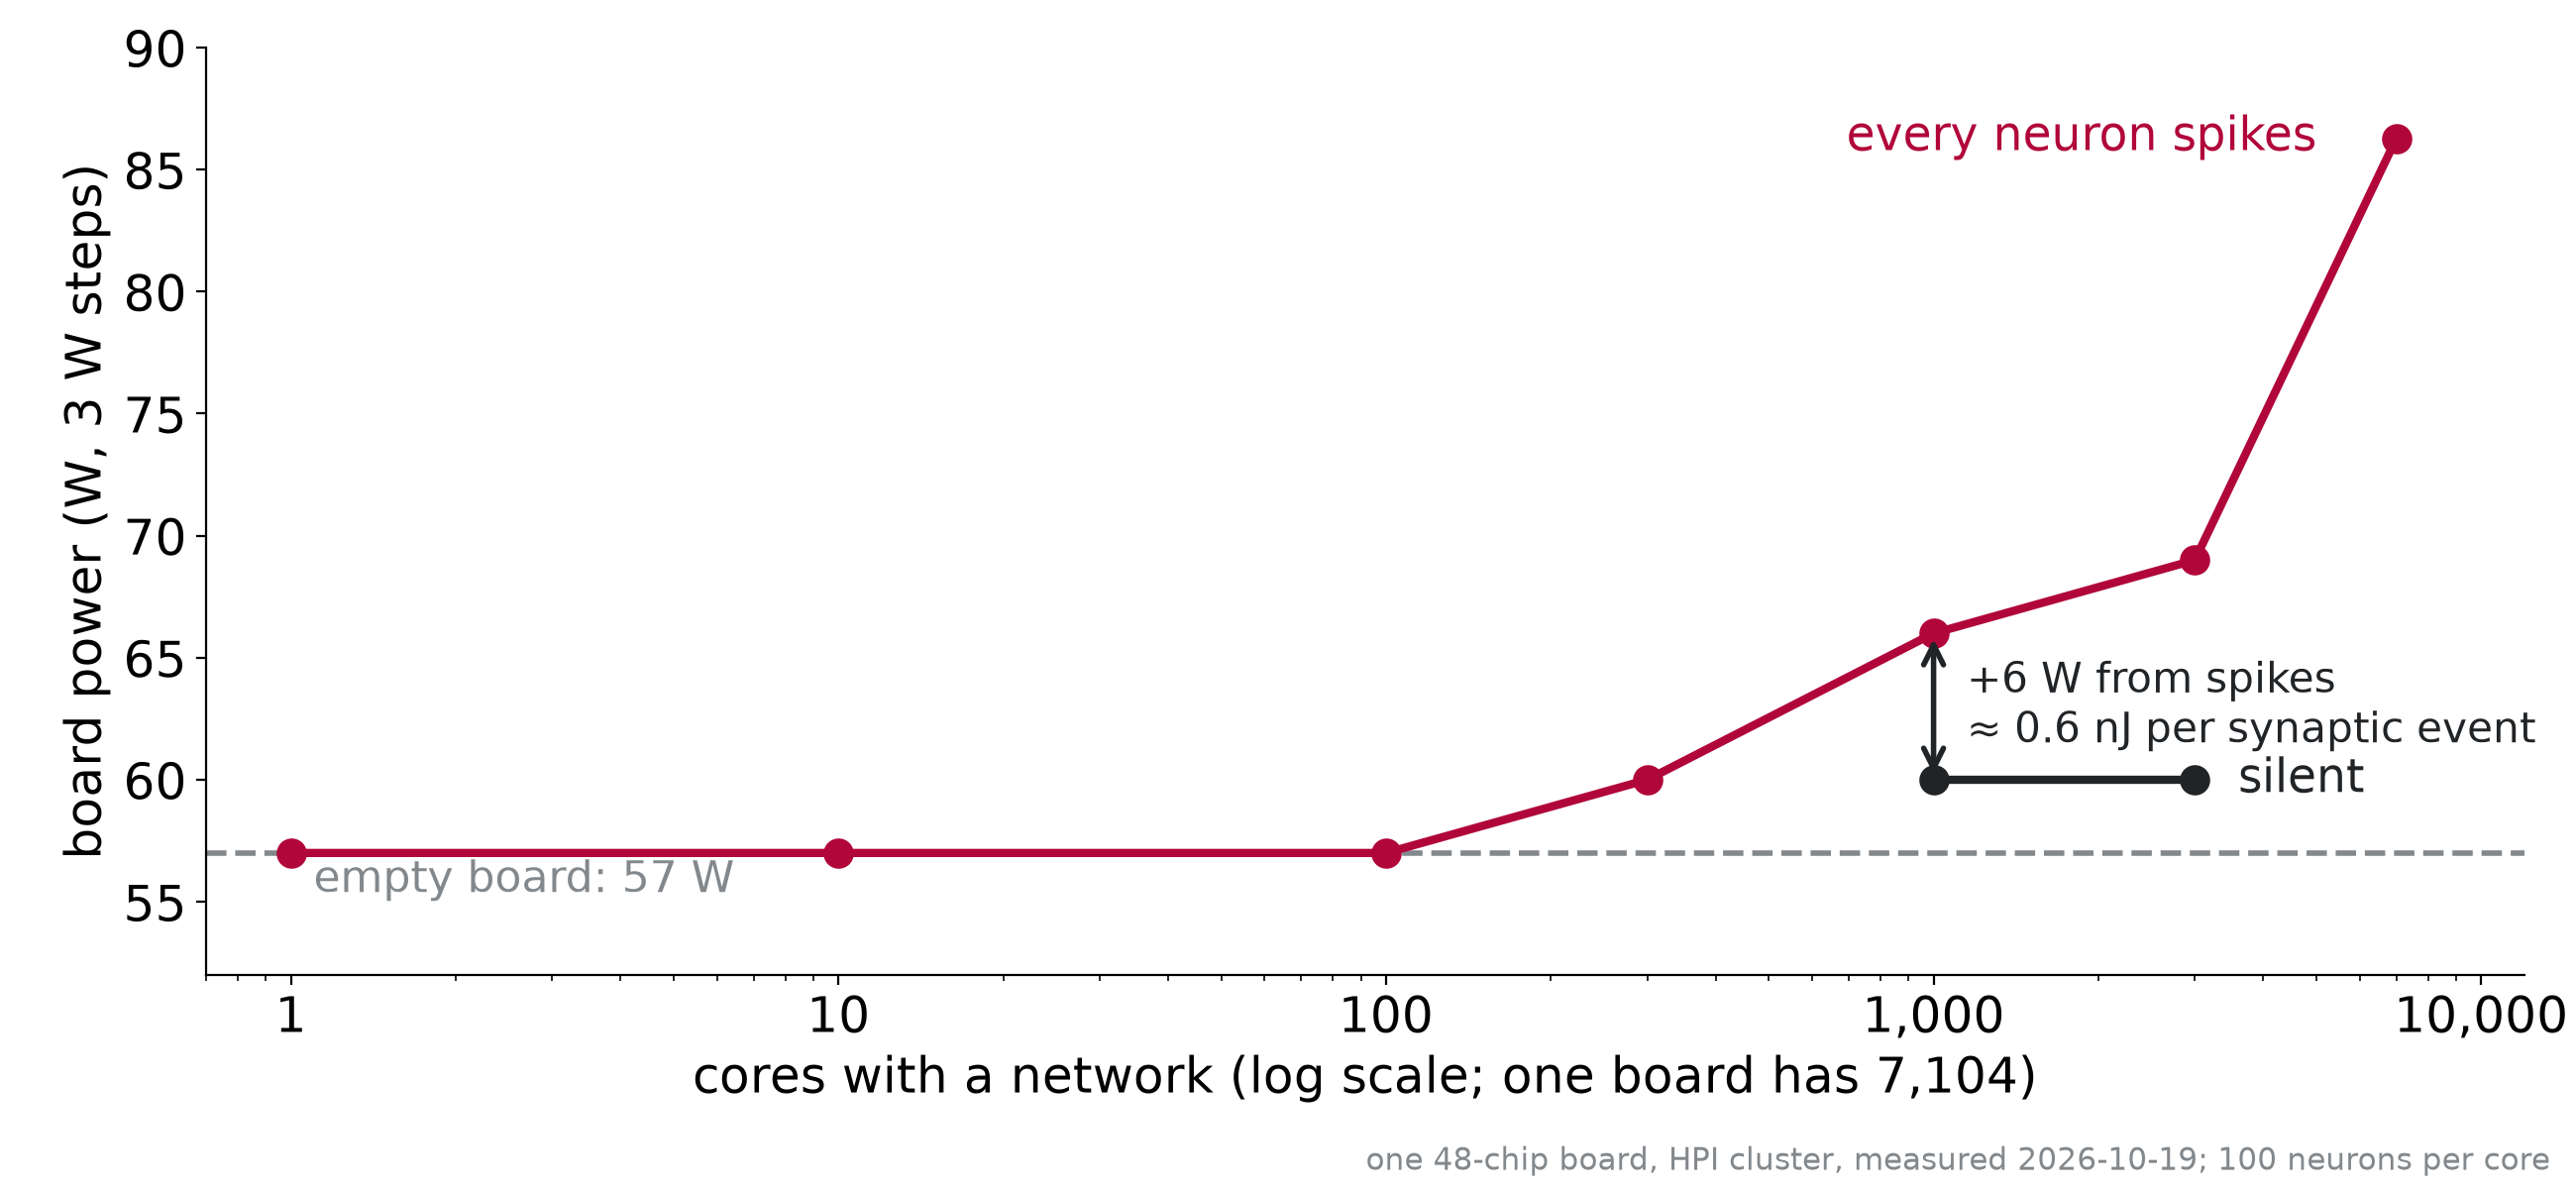 90
85
80
75
70
65
60
55
board power (W, 3 W steps)
every neuron spikes
+6 W from spikes
≈ 0.6 nJ per synaptic event
silent
empty board: 57 W
1
10
100
1,000
10,000
cores with a network (log scale; one board has 7,104)
one 48-chip board, HPI cluster, measured 2026-10-19; 100 neurons per core